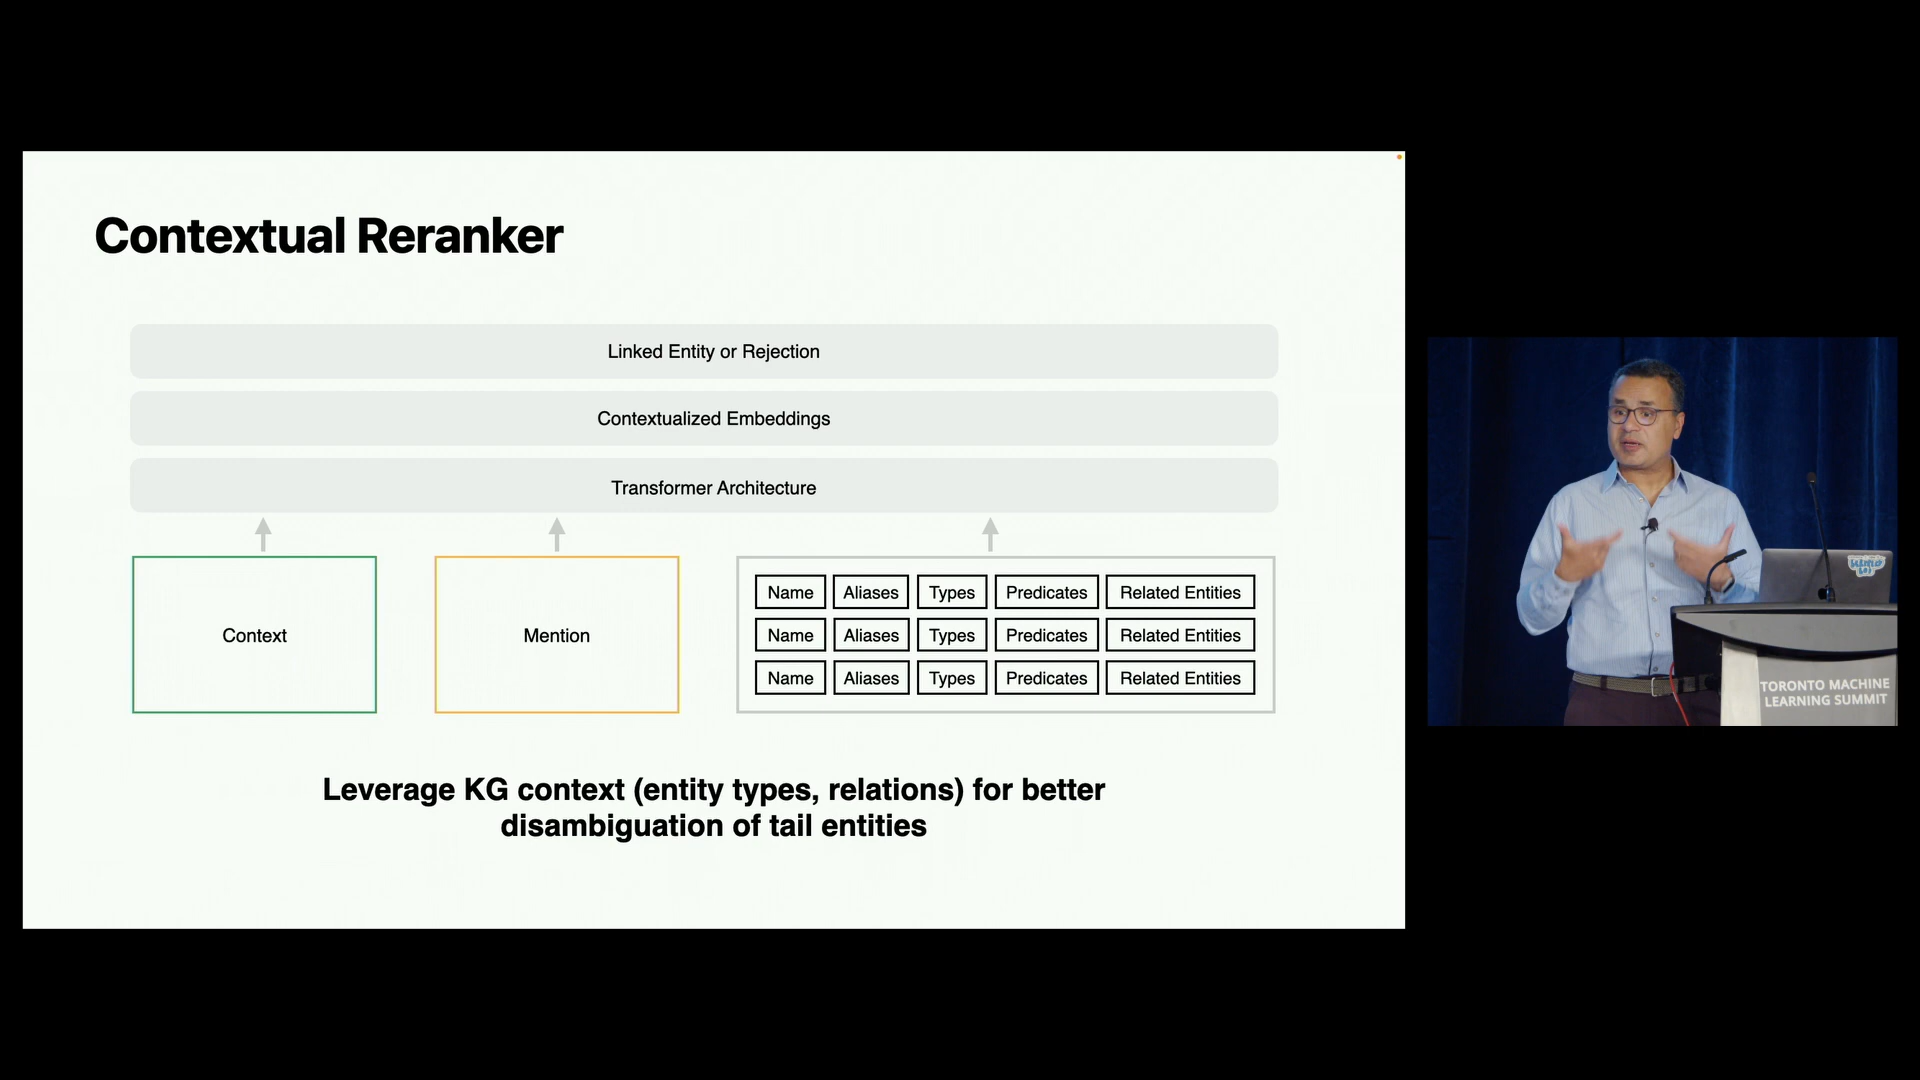 Contextual Reranker
Linked Entity or Rejection
Contextualized Embeddings
Transformer Architecture
Context
Mention
Name Aliases Types Predicates Related Entities
Name Aliases Types Predicates Related Entities
Name Aliases Types Predicates Related Entities
Leverage KG context (entity types, relations) for better
disambiguation of tail entities
TORONTO MACHINE
LEARNING SUMMIT